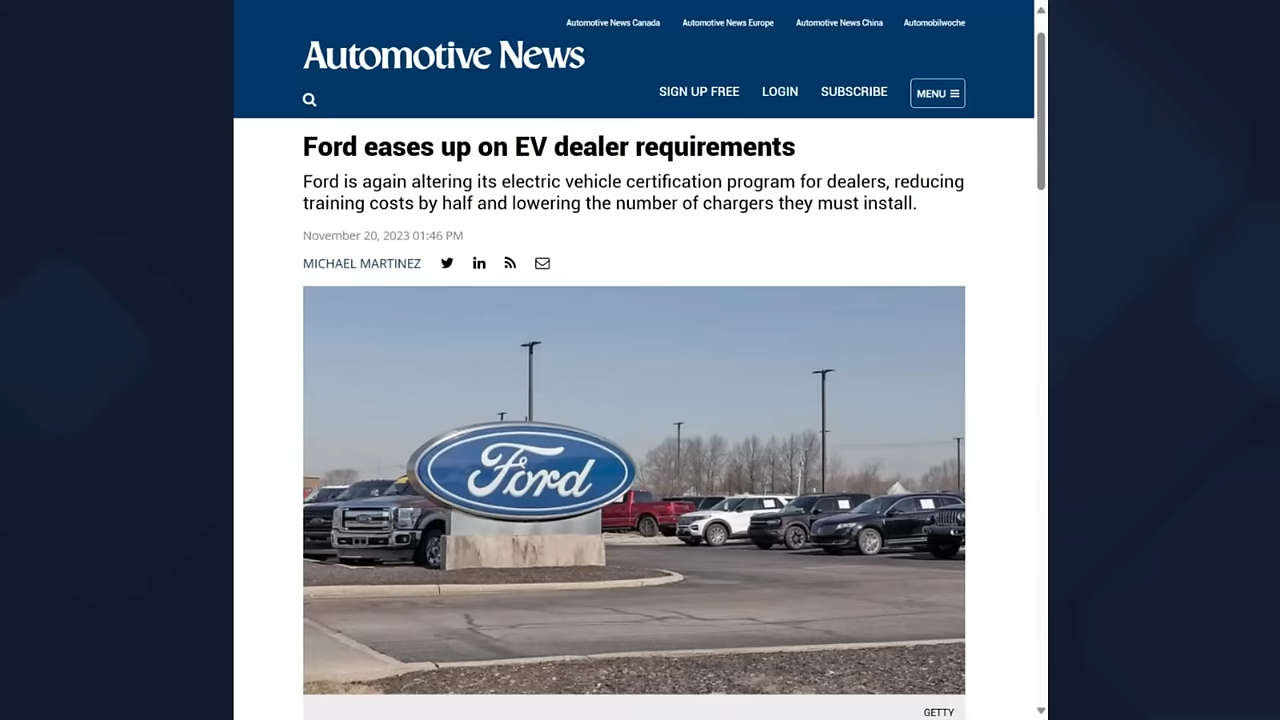 Automotive News Canada Automotive News Europe Automotive News China Automobilwoche
Automotive News
SIGN UP FREE LOGIN SUBSCRIBE MENU
Ford eases up on EV dealer requirements
Ford is again altering its electric vehicle certification program for dealers, reducing
training costs by half and lowering the number of chargers they must install.
November 20, 2023 01:46 PM
MICHAEL MARTINEZ
Ford
GETTY